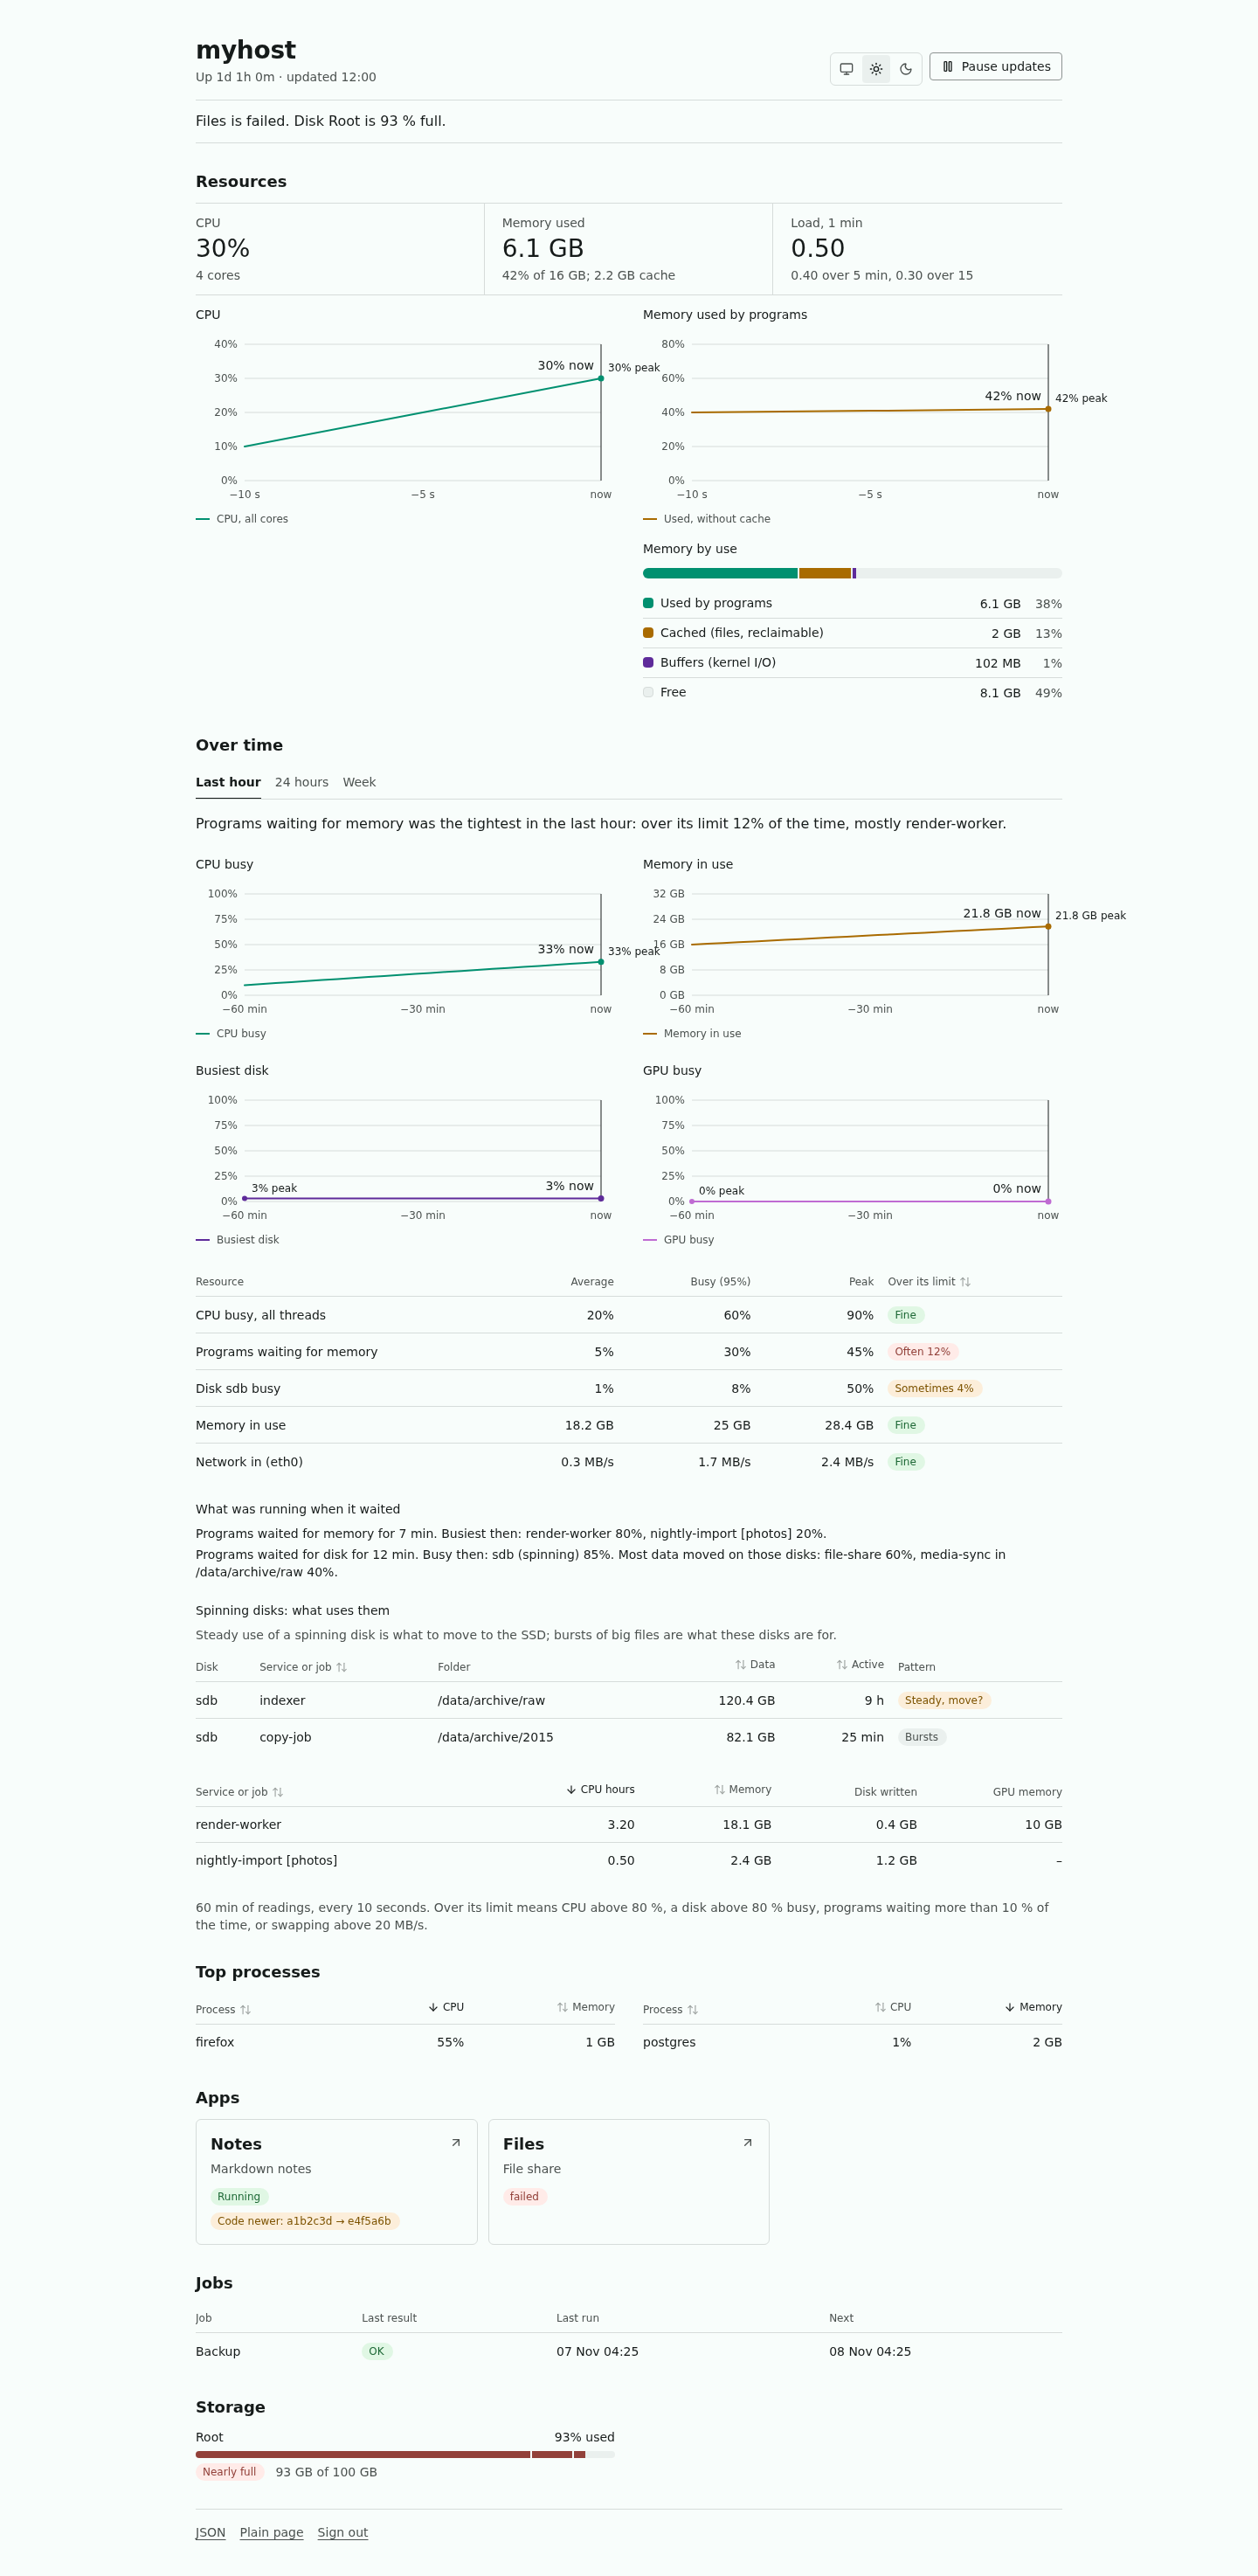 myhost
Up 1d 1h 0m · updated 12:00
Pause updates
Files is failed. Disk Root is 93 % full.
Resources
CPU
30%
4 cores
Memory used
6.1 GB
42% of 16 GB; 2.2 GB cache
Load, 1 min
0.50
0.40 over 5 min, 0.30 over 15
CPU
40%
30%
20%
10%
0%
30% now
30% peak
−10 s
−5 s
now
CPU, all cores
Memory used by programs
80%
60%
40%
20%
0%
42% now
42% peak
−10 s
−5 s
now
Used, without cache
Memory by use
Used by programs 6.1 GB 38%
Cached (files, reclaimable) 2 GB 13%
Buffers (kernel I/O) 102 MB 1%
Free 8.1 GB 49%
Over time
Last hour 24 hours Week
Programs waiting for memory was the tightest in the last hour: over its limit 12% of the time, mostly render-worker.
CPU busy
100%
75%
50%
25%
0%
33% now
33% peak
−60 min
−30 min
now
CPU busy
Memory in use
32 GB
24 GB
16 GB
8 GB
0 GB
21.8 GB now
21.8 GB peak
−60 min
−30 min
now
Memory in use
Busiest disk
100%
75%
50%
25%
0%
3% peak
3% now
−60 min
−30 min
now
Busiest disk
GPU busy
100%
75%
50%
25%
0%
0% peak
0% now
−60 min
−30 min
now
GPU busy
Resource Average Busy (95%) Peak Over its limit
CPU busy, all threads 20% 60% 90% Fine
Programs waiting for memory 5% 30% 45% Often 12%
Disk sdb busy 1% 8% 50% Sometimes 4%
Memory in use 18.2 GB 25 GB 28.4 GB Fine
Network in (eth0) 0.3 MB/s 1.7 MB/s 2.4 MB/s Fine
What was running when it waited
Programs waited for memory for 7 min. Busiest then: render-worker 80%, nightly-import [photos] 20%.
Programs waited for disk for 12 min. Busy then: sdb (spinning) 85%. Most data moved on those disks: file-share 60%, media-sync in
/data/archive/raw 40%.
Spinning disks: what uses them
Steady use of a spinning disk is what to move to the SSD; bursts of big files are what these disks are for.
Disk Service or job Folder Data Active Pattern
sdb indexer /data/archive/raw 120.4 GB 9 h Steady, move?
sdb copy-job /data/archive/2015 82.1 GB 25 min Bursts
Service or job CPU hours Memory Disk written GPU memory
render-worker 3.20 18.1 GB 0.4 GB 10 GB
nightly-import [photos] 0.50 2.4 GB 1.2 GB –
60 min of readings, every 10 seconds. Over its limit means CPU above 80 %, a disk above 80 % busy, programs waiting more than 10 % of
the time, or swapping above 20 MB/s.
Top processes
Process CPU Memory
firefox 55% 1 GB
Process CPU Memory
postgres 1% 2 GB
Apps
Notes
Markdown notes
Running
Code newer: a1b2c3d → e4f5a6b
Files
File share
failed
Jobs
Job Last result Last run Next
Backup OK 07 Nov 04:25 08 Nov 04:25
Storage
Root 93% used
Nearly full 93 GB of 100 GB
JSON Plain page Sign out